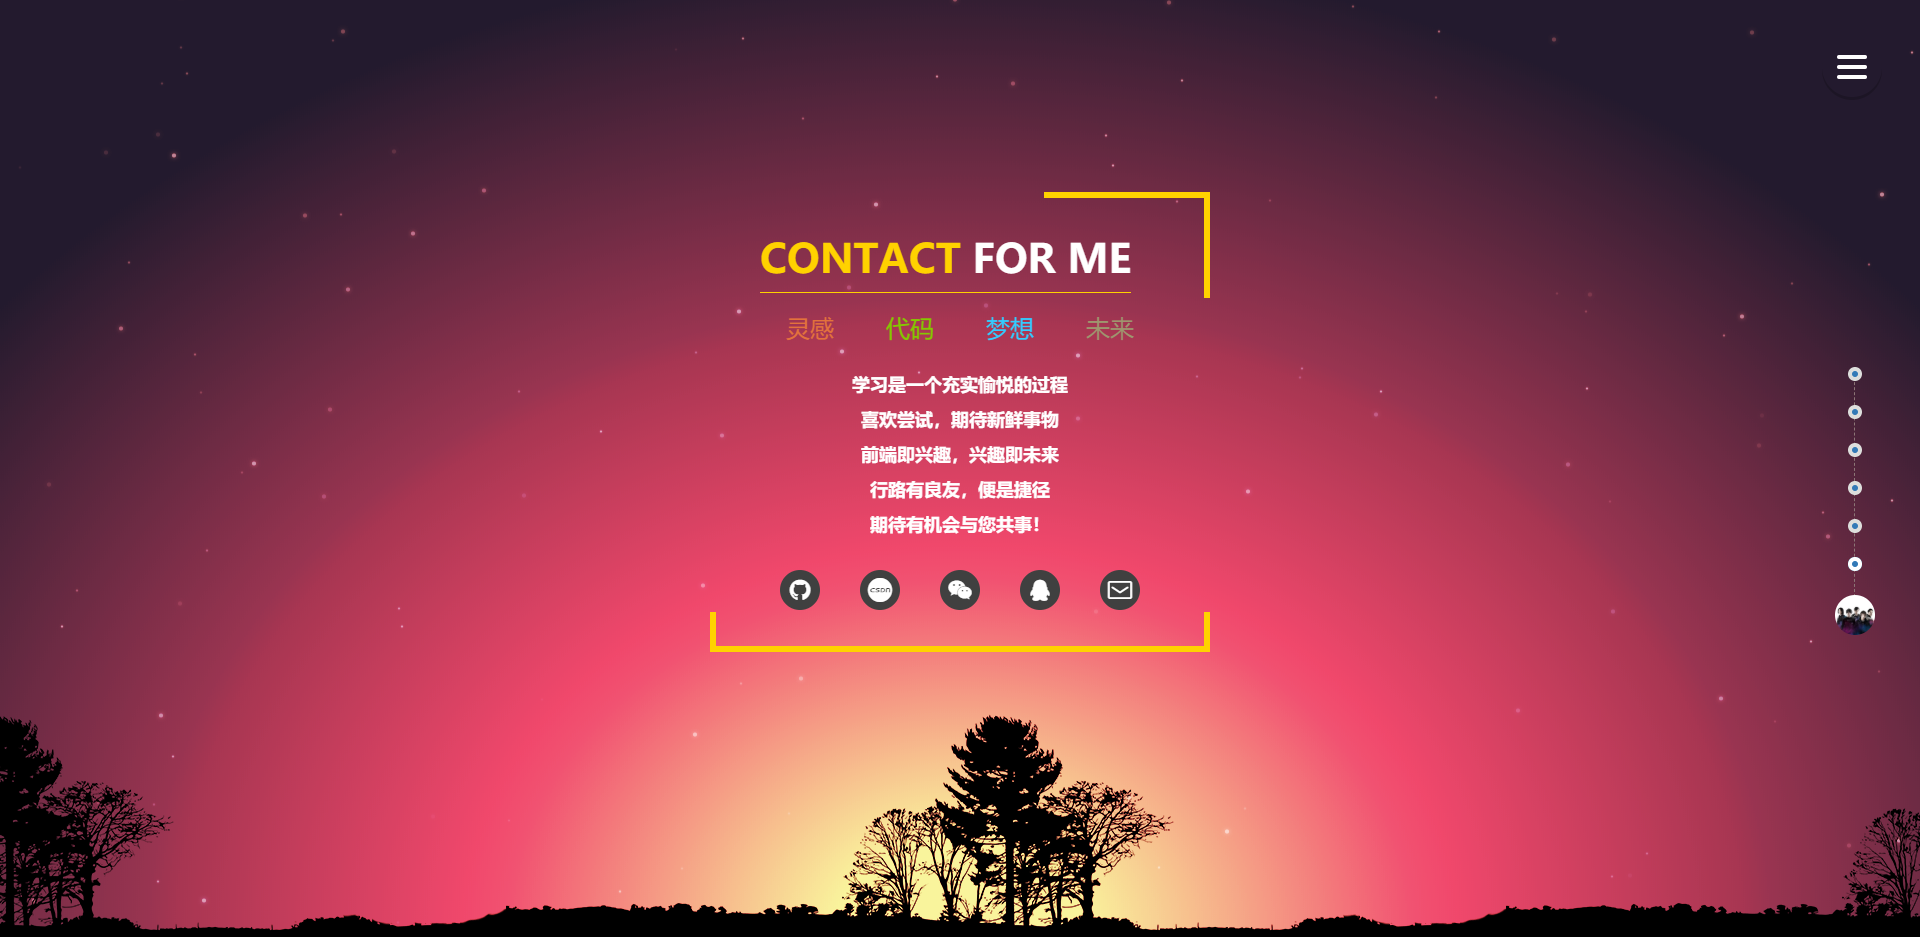 CONTACT FOR ME
灵感 代码 梦想 未来
学习是一个充实愉悦的过程
喜欢尝试，期待新鲜事物
前端即兴趣，兴趣即未来
行路有良友，便是捷径
期待有机会与您共事！
CSDN